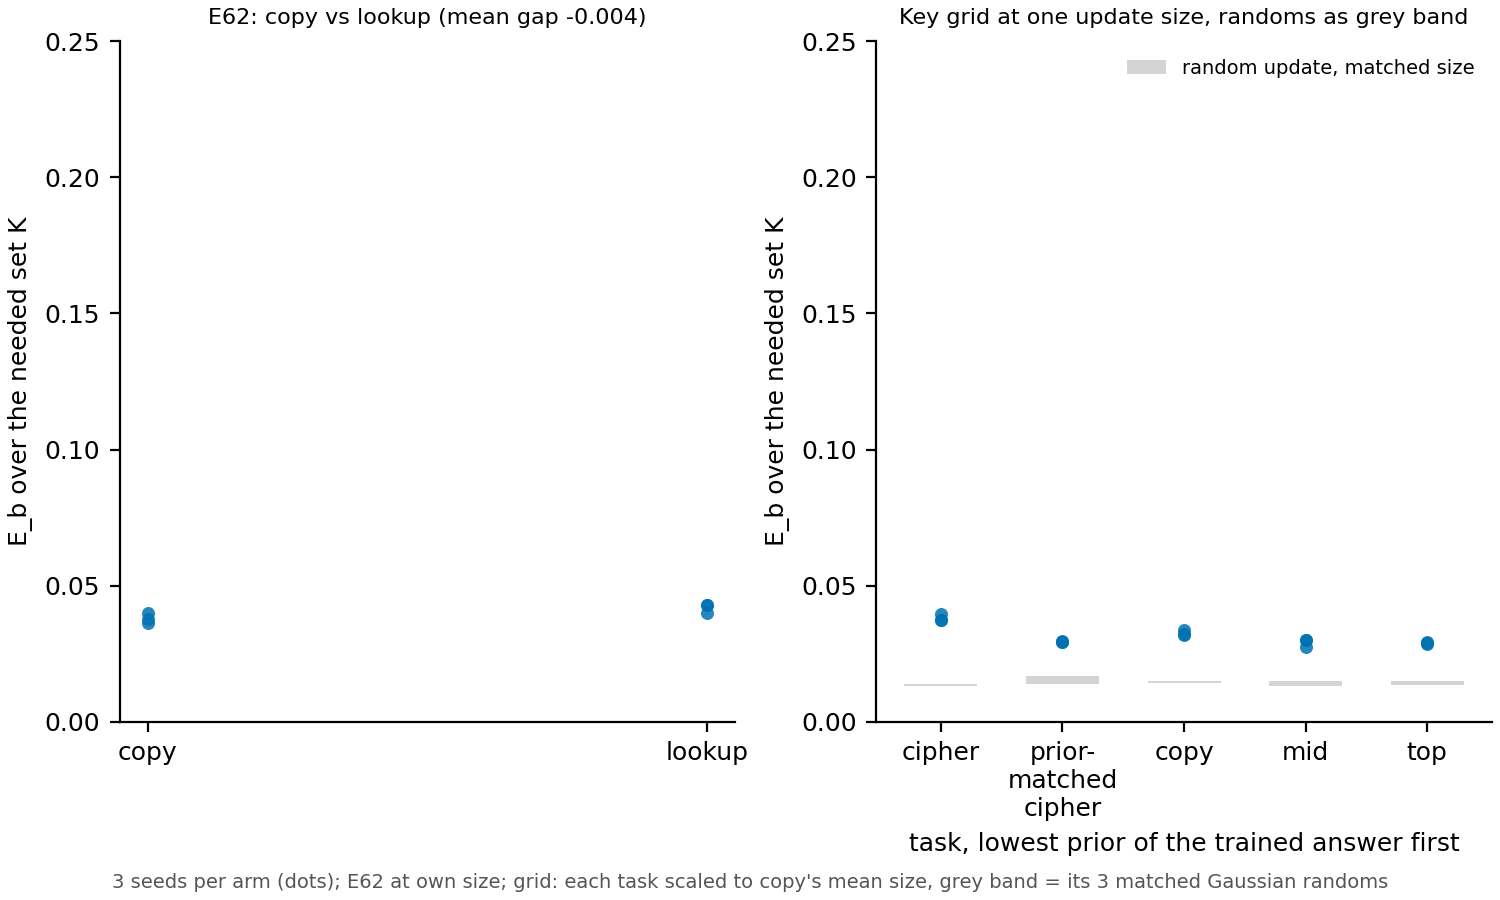 E62: copy vs lookup (mean gap -0.004)
E_b over the needed set K
0.25
0.20
0.15
0.10
0.05
0.00
copy
lookup
Key grid at one update size, randoms as grey band
random update, matched size
E_b over the needed set K
0.25
0.20
0.15
0.10
0.05
0.00
cipher
prior-
matched
cipher
copy
mid
top
task, lowest prior of the trained answer first
3 seeds per arm (dots); E62 at own size; grid: each task scaled to copy's mean size, grey band = its 3 matched Gaussian randoms